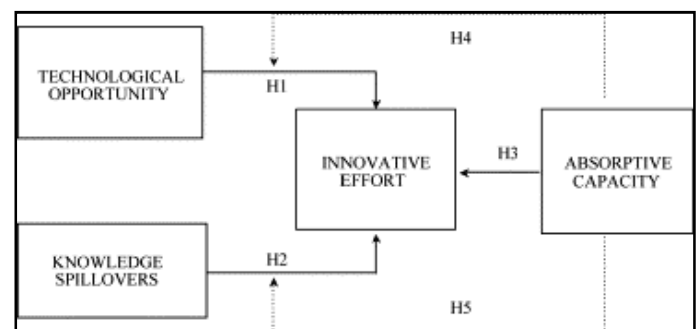 H4
TECHNOLOGICAL
OPPORTUNITY
H1
INNOVATIVE
EFFORT
H3
ABSORPTIVE
CAPACITY
KNOWLEDGE
SPILLOVERS
H2
H5